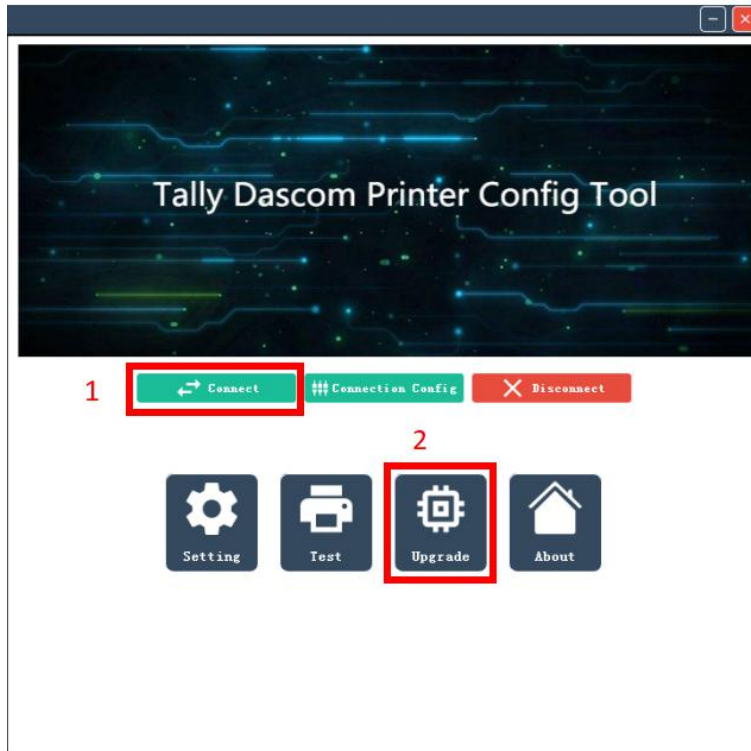 Tally Dascom Printer Config Tool
1
Connect
Connection Config
Disconnect
2
Setting
Test
Upgrade
About